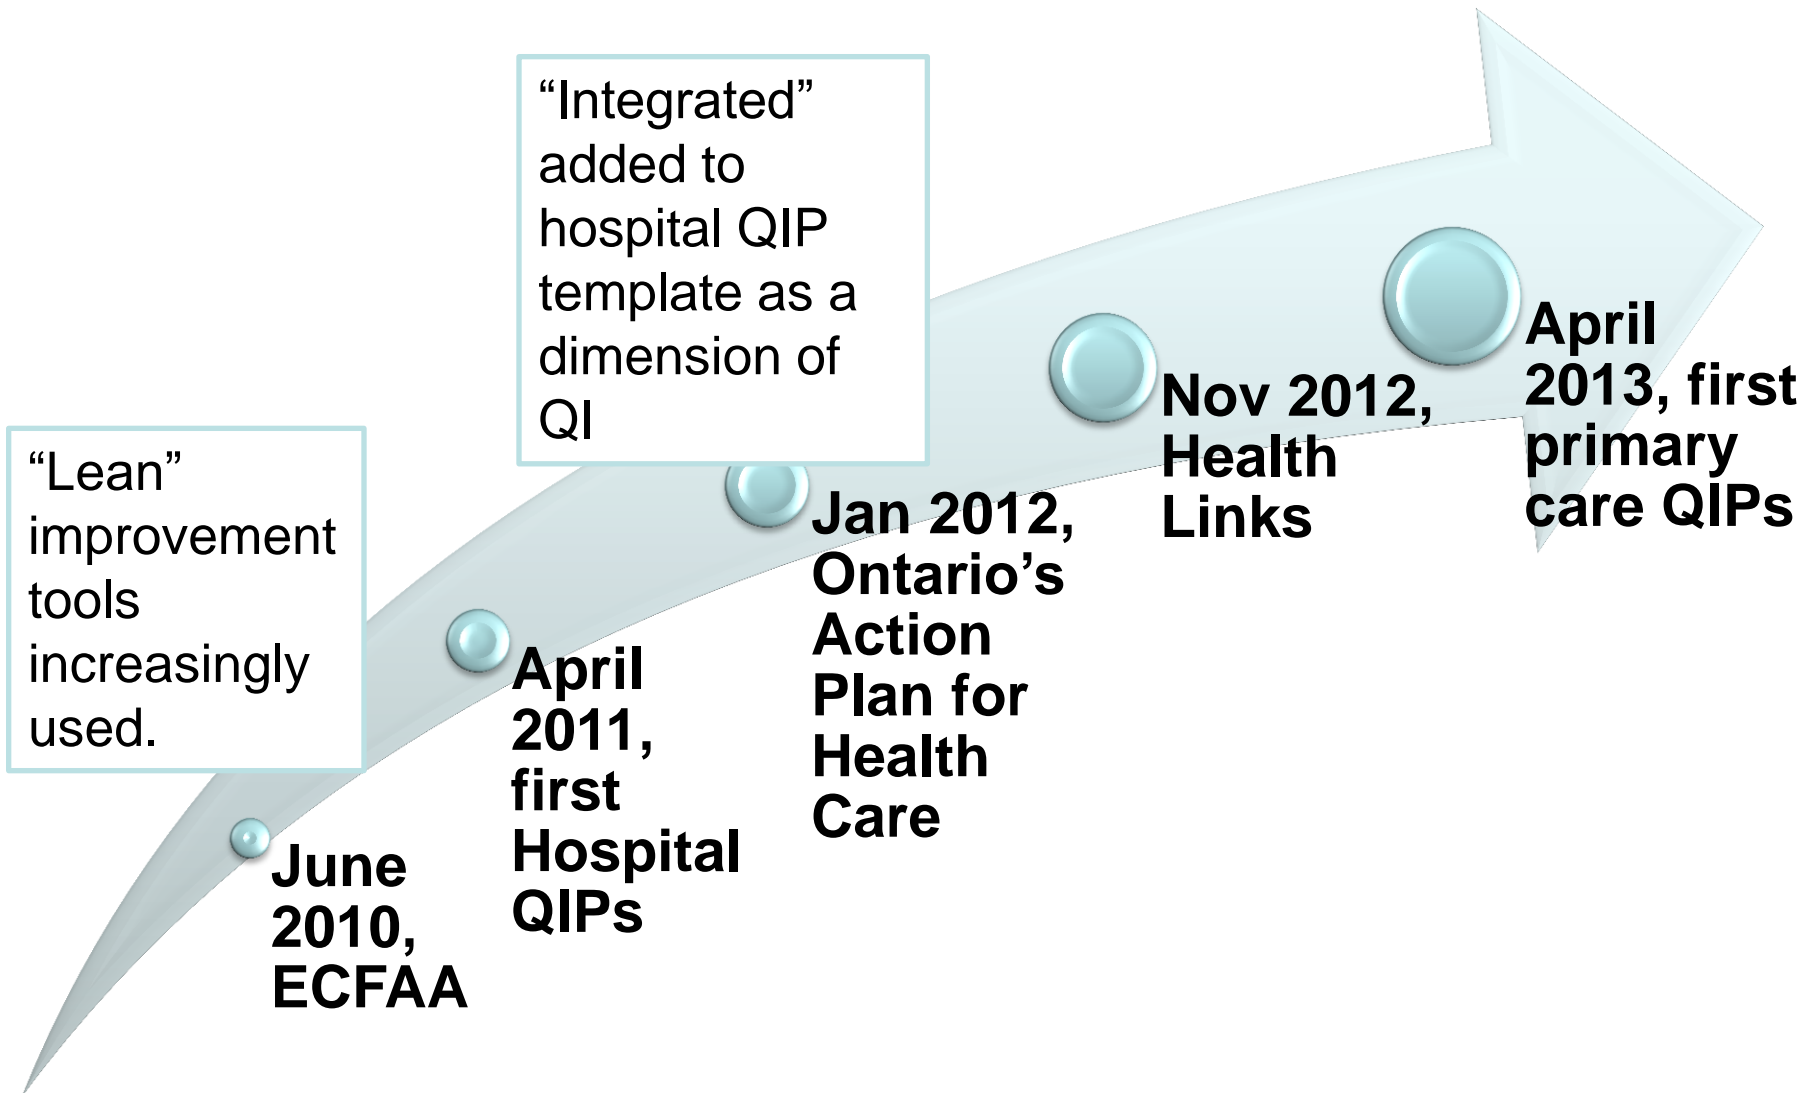 “Integrated”
added to
hospital QIP
template as a
dimension of
QI
“Lean”
improvement
tools
increasingly
used.
June
2010,
ECFAA
April
2011,
first
Hospital
QIPs
Jan 2012,
Ontario’s
Action
Plan for
Health
Care
Nov 2012,
Health
Links
April
2013, first
primary
care QIPs